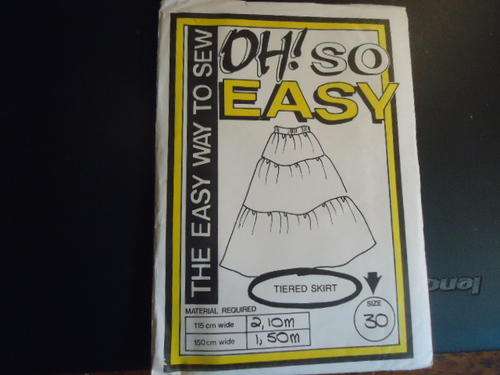 THE EASY WAY TO SEW
OH! SO
EASY
TIERED SKIRT
MATERIAL REQUIRED
115 cm wide 2,10m
150 cm wide 1,50m
SIZE
30
leno